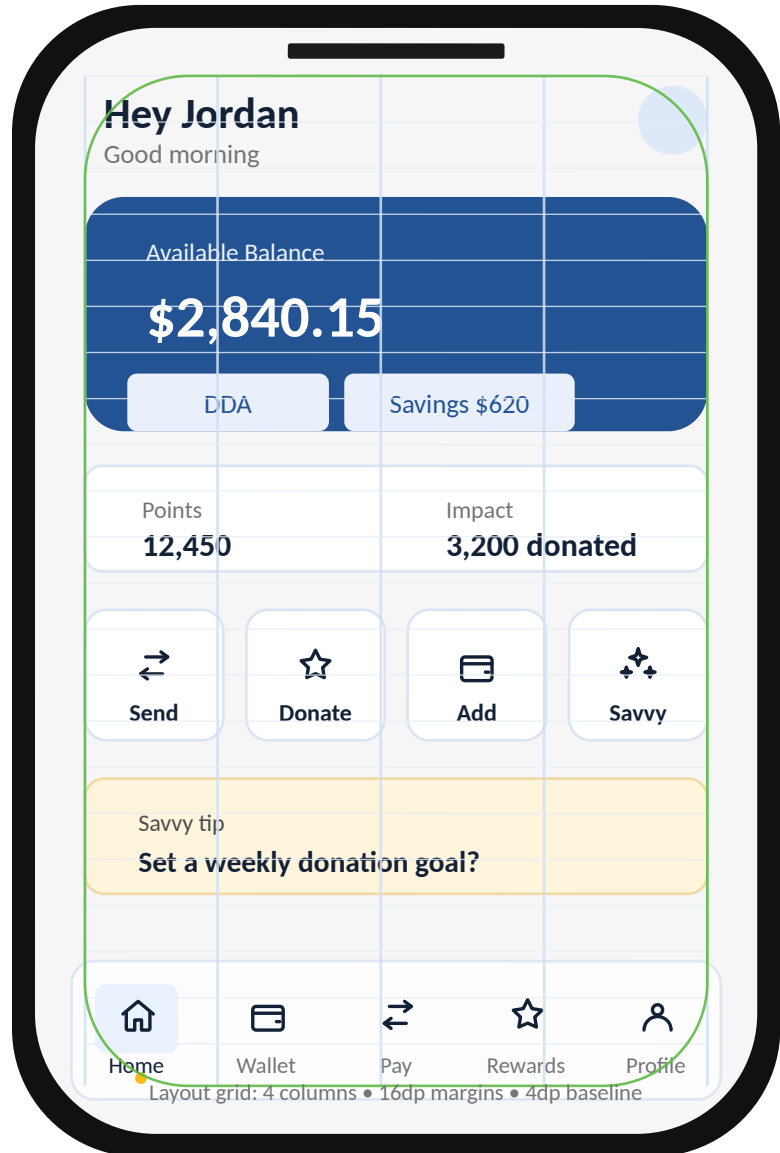 Hey Jordan
Good morning
Available Balance
$2,840.15
DDA
Savings $620
Points
Impact
12,450
3,200 donated
Send
Donate
Add
Savvy
Savvy tip
Set a weekly donation goal?
Home
Wallet
Pay
Rewards
Profile
Layout grid: 4 columns • 16dp margins • 4dp baseline